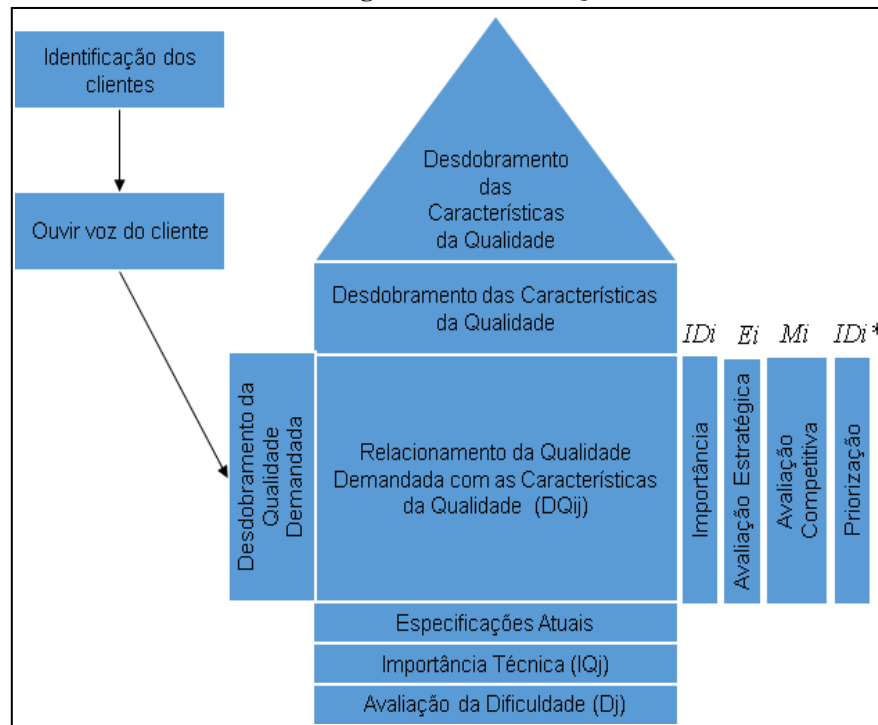 Identificação dos
clientes
Ouvir voz do cliente
Desdobramento
das
Características
da Qualidade
Desdobramento das Características
da Qualidade
IDi Ei Mi IDi*
Desdobramento da
Qualidade
Demandada
Relacionamento da Qualidade
Demandada com as Características
da Qualidade (DQij)
Importância
Avaliação Estratégica
Avaliação
Competitiva
Priorização
Especificações Atuais
Importância Técnica (IQj)
Avaliação da Dificuldade (Dj)